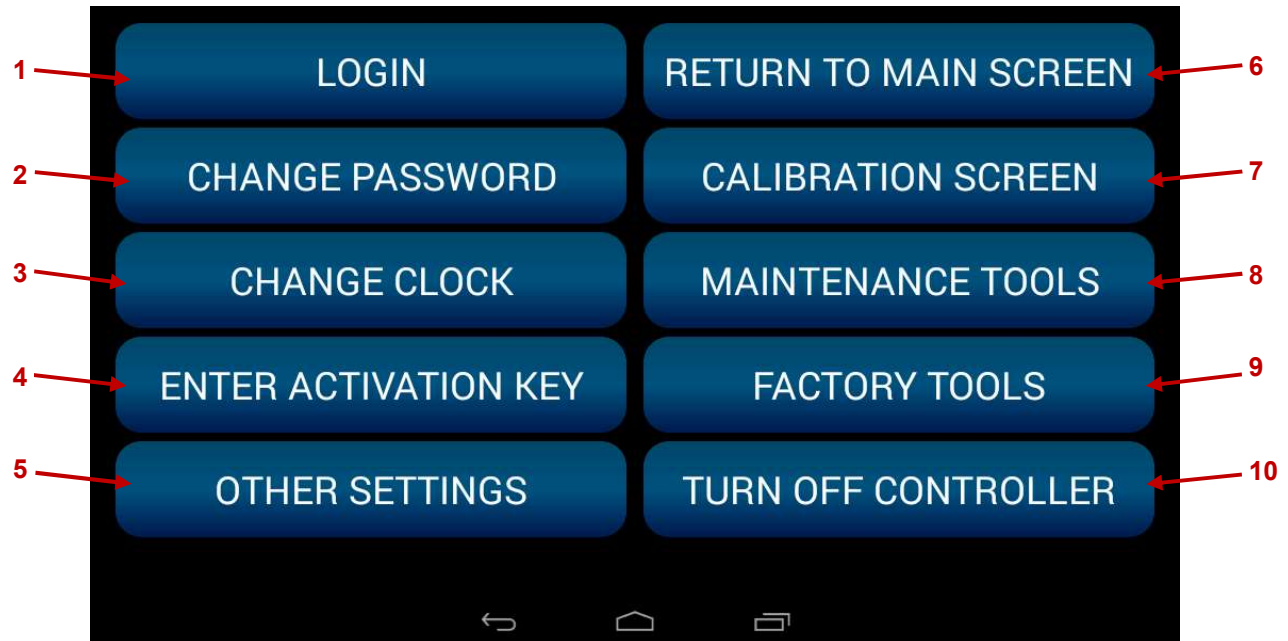 1 LOGIN RETURN TO MAIN SCREEN 6
2 CHANGE PASSWORD CALIBRATION SCREEN 7
3 CHANGE CLOCK MAINTENANCE TOOLS 8
4 ENTER ACTIVATION KEY FACTORY TOOLS 9
5 OTHER SETTINGS TURN OFF CONTROLLER 10